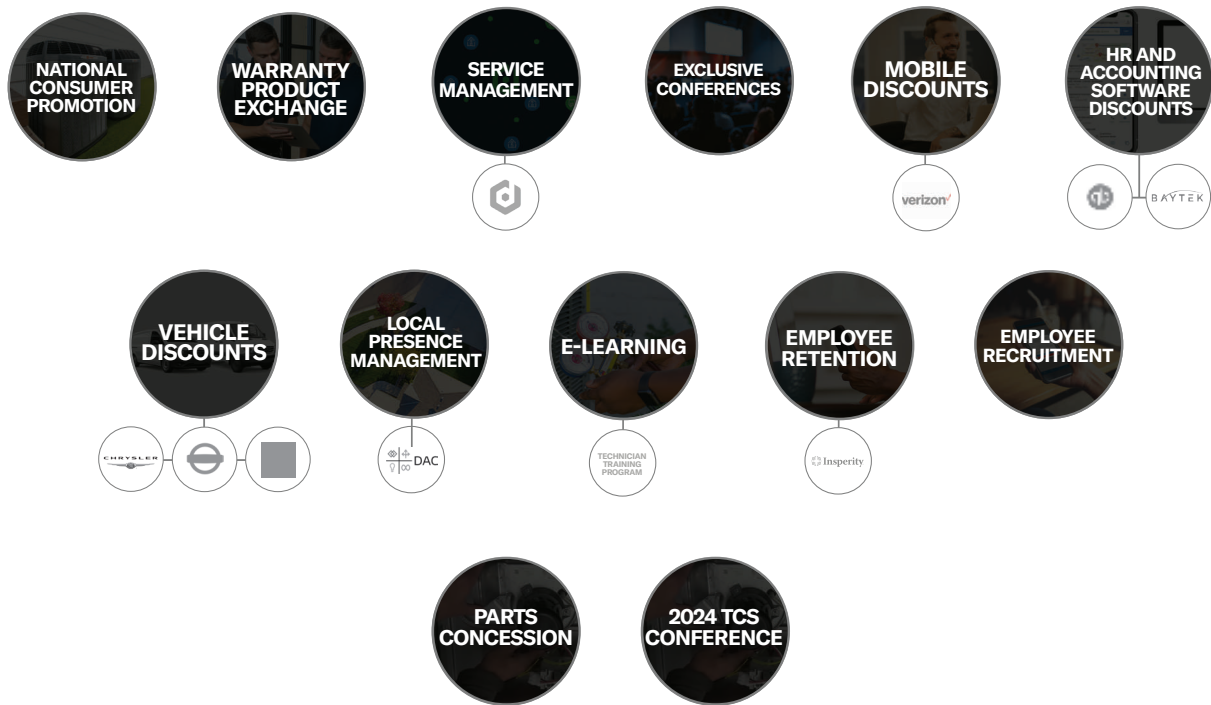 NATIONAL
CONSUMER
PROMOTION
WARRANTY
PRODUCT
EXCHANGE
SERVICE
MANAGEMENT
EXCLUSIVE
CONFERENCES
MOBILE
DISCOUNTS
HR AND
ACCOUNTING
SOFTWARE
DISCOUNTS
verizon
BAYTEK
VEHICLE
DISCOUNTS
LOCAL
PRESENCE
MANAGEMENT
E-LEARNING
EMPLOYEE
RETENTION
EMPLOYEE
RECRUITMENT
CHRYSLER
DAC
TECHNICIAN
TRAINING
PROGRAM
Insperity
PARTS
CONCESSION
2024 TCS
CONFERENCE